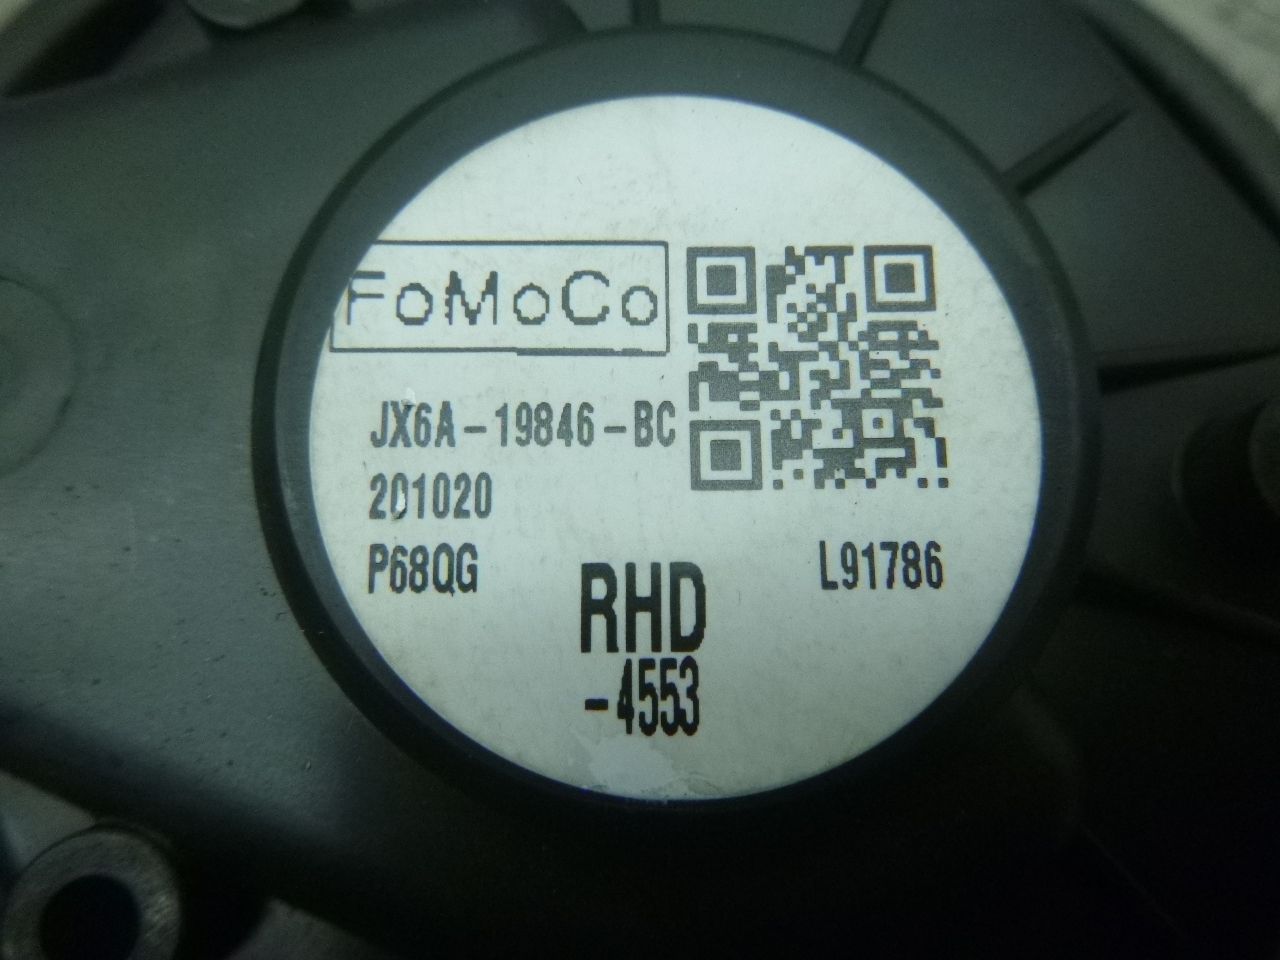 FoMoCo
JX6A-19846-BC
201020
P68QG
L91786
RHD
-4553